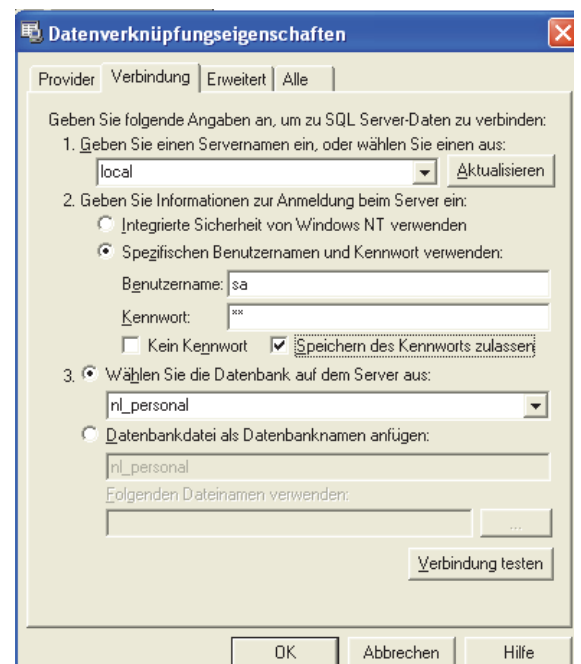 Datenverknüpfungseigenschaften
Provider Verbindung Erweitert Alle
Geben Sie folgende Angaben an, um zu SQL Server-Daten zu verbinden:
1. Geben Sie einen Servernamen ein, oder wählen Sie einen aus:
local Aktualisieren
2. Geben Sie Informationen zur Anmeldung beim Server ein:
Integrierte Sicherheit von Windows NT verwenden
Spezifischen Benutzernamen und Kennwort verwenden:
Benutzername: sa
Kennwort: **
Kein Kennwort Speichern des Kennworts zulassen
3. Wählen Sie die Datenbank auf dem Server aus:
nl_personal
Datenbankdatei als Datenbanknamen anfügen:
nl_personal
Folgenden Dateinamen verwenden:
...
Verbindung testen
OK Abbrechen Hilfe